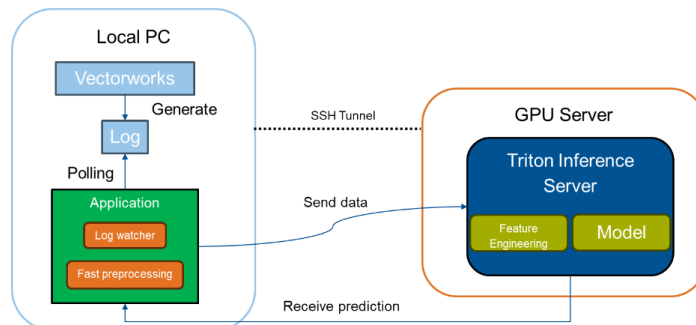 Local PC
Vectorworks
Generate
Log
Polling
Application
Log watcher
Fast preprocessing
SSH Tunnel
Send data
Receive prediction
GPU Server
Triton Inference
Server
Feature
Engineering
Model